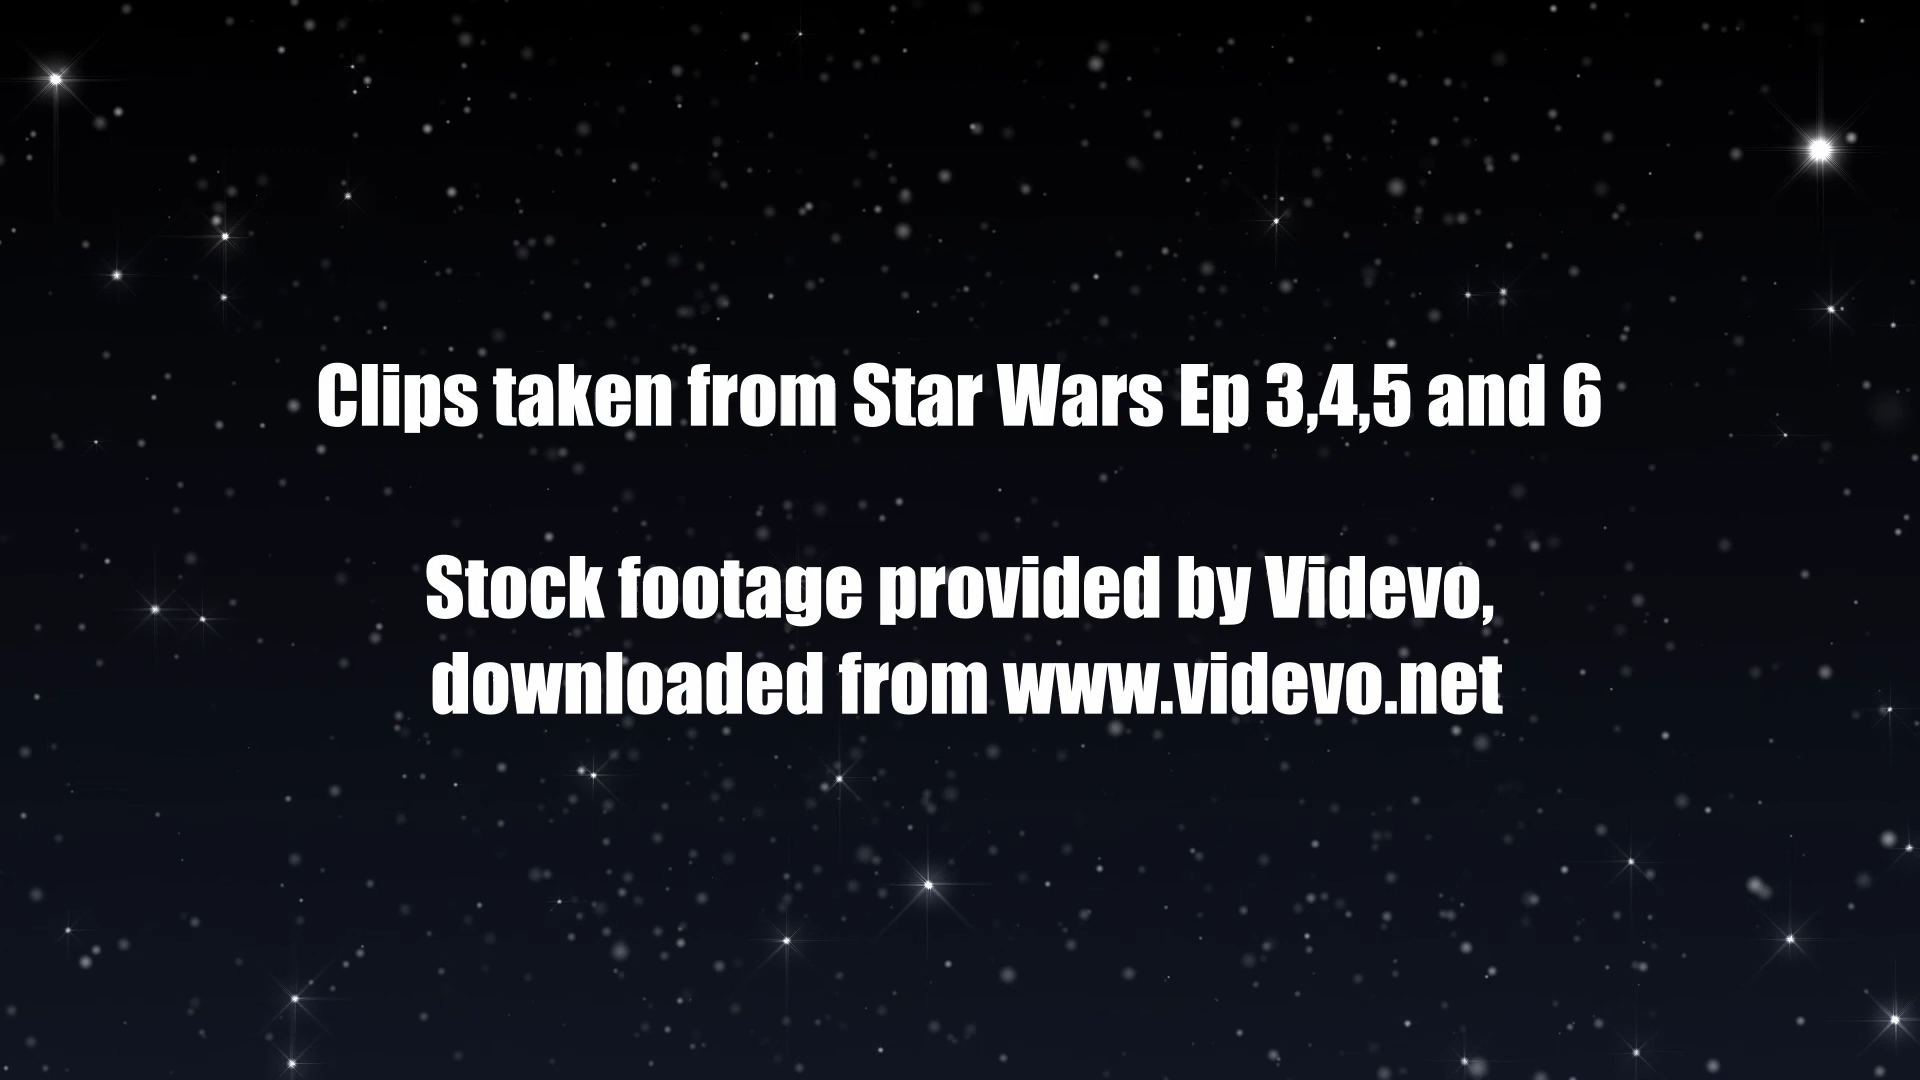 Clips taken from Star Wars Ep 3,4,5 and 6
Stock footage provided by Videvo,
downloaded from www.videvo.net